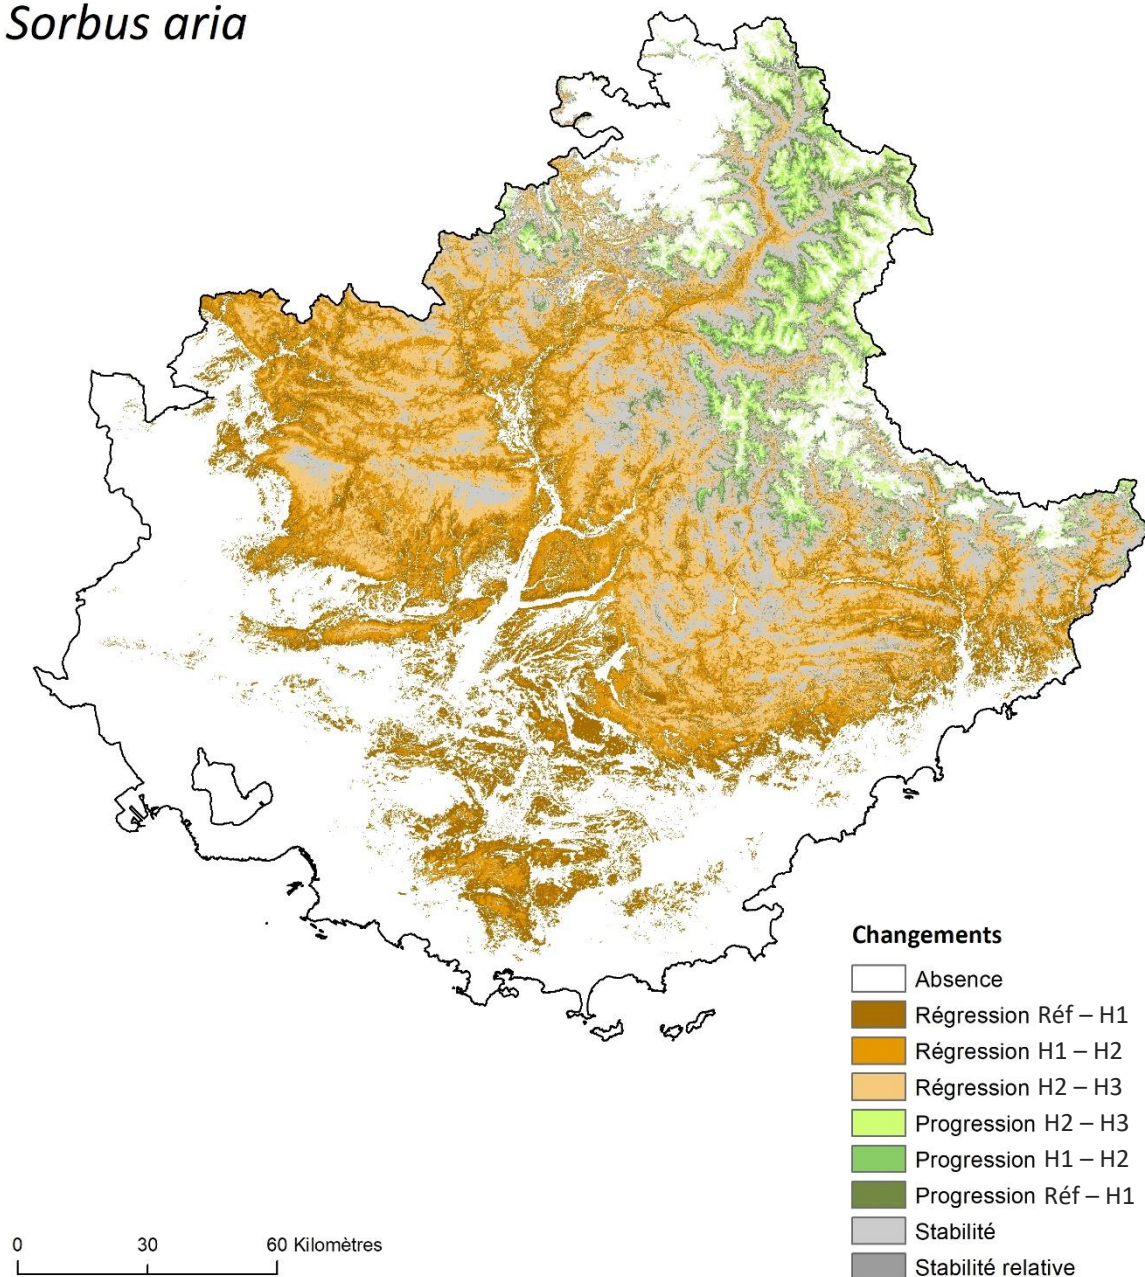 Sorbus aria
Changements
Absence
Régression Réf – H1
Régression H1 – H2
Régression H2 – H3
Progression H2 – H3
Progression H1 – H2
Progression Réf – H1
Stabilité
Stabilité relative
0 30 60 Kilomètres